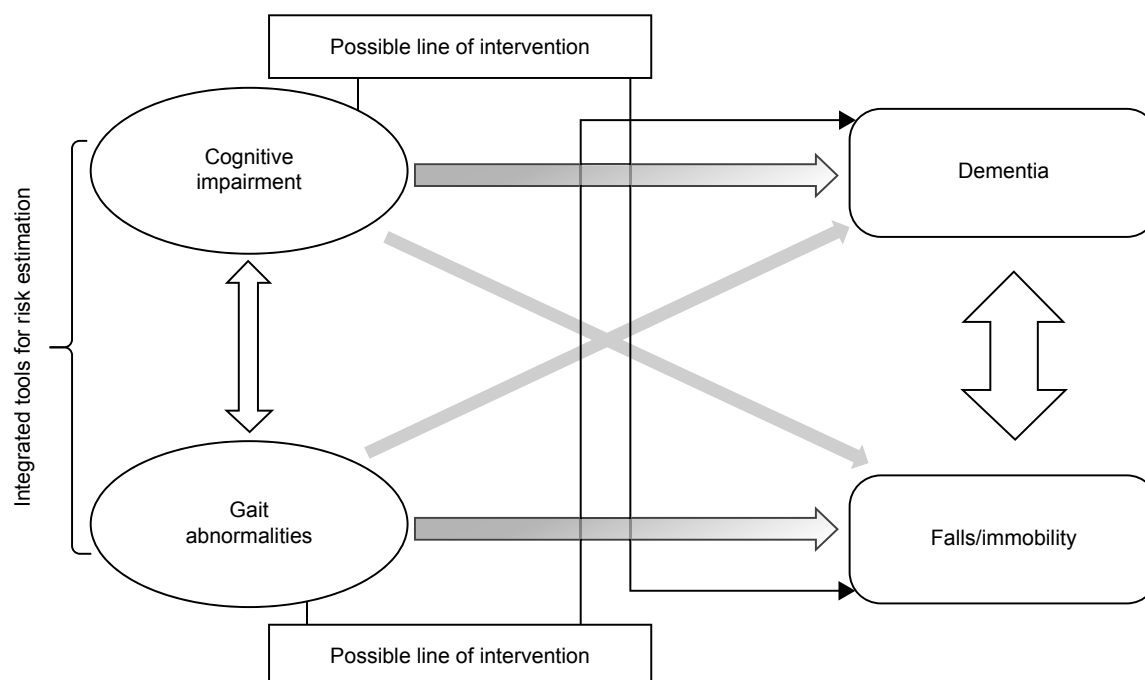 Possible line of intervention
Cognitive
impairment
Dementia
Integrated tools for risk estimation
Gait
abnormalities
Falls/immobility
Possible line of intervention